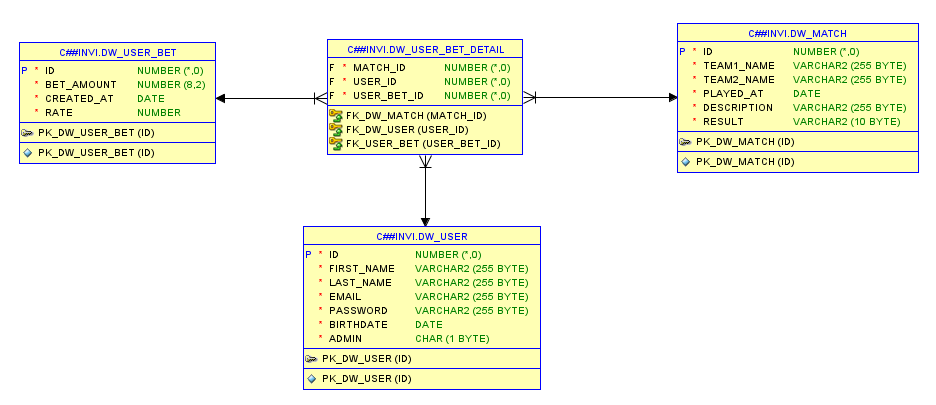 C##INVI.DW_USER_BET
P * ID NUMBER (*,0)
* BET_AMOUNT NUMBER (8,2)
* CREATED_AT DATE
* RATE NUMBER
PK_DW_USER_BET (ID)
PK_DW_USER_BET (ID)
C##INVI.DW_USER_BET_DETAIL
F * MATCH_ID NUMBER (*,0)
F * USER_ID NUMBER (*,0)
F * USER_BET_ID NUMBER (*,0)
FK_DW_MATCH (MATCH_ID)
FK_DW_USER (USER_ID)
FK_USER_BET (USER_BET_ID)
C##INVI.DW_MATCH
P * ID NUMBER (*,0)
* TEAM1_NAME VARCHAR2 (255 BYTE)
* TEAM2_NAME VARCHAR2 (255 BYTE)
* PLAYED_AT DATE
* DESCRIPTION VARCHAR2 (255 BYTE)
* RESULT VARCHAR2 (10 BYTE)
PK_DW_MATCH (ID)
PK_DW_MATCH (ID)
C##INVI.DW_USER
P * ID NUMBER (*,0)
* FIRST_NAME VARCHAR2 (255 BYTE)
* LAST_NAME VARCHAR2 (255 BYTE)
* EMAIL VARCHAR2 (255 BYTE)
* PASSWORD VARCHAR2 (255 BYTE)
* BIRTHDATE DATE
* ADMIN CHAR (1 BYTE)
PK_DW_USER (ID)
PK_DW_USER (ID)